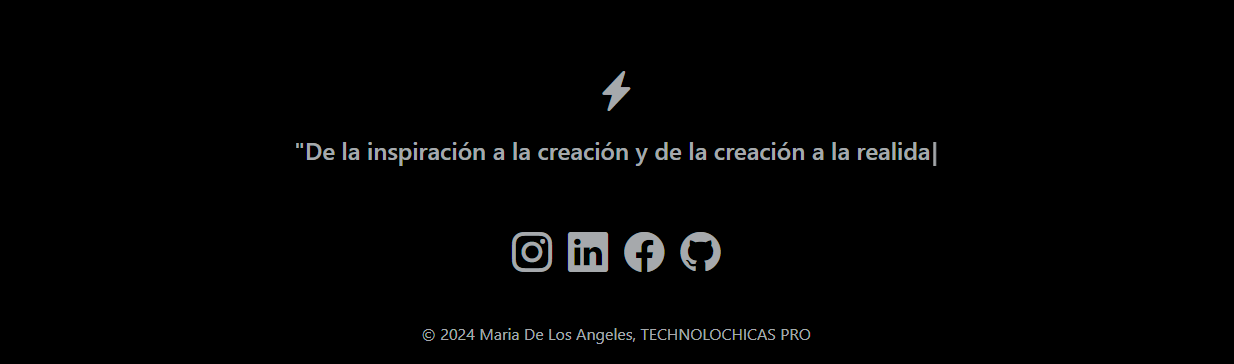 "De la inspiración a la creación y de la creación a la realida|
© 2024 Maria De Los Angeles, TECHNOLOCHICAS PRO